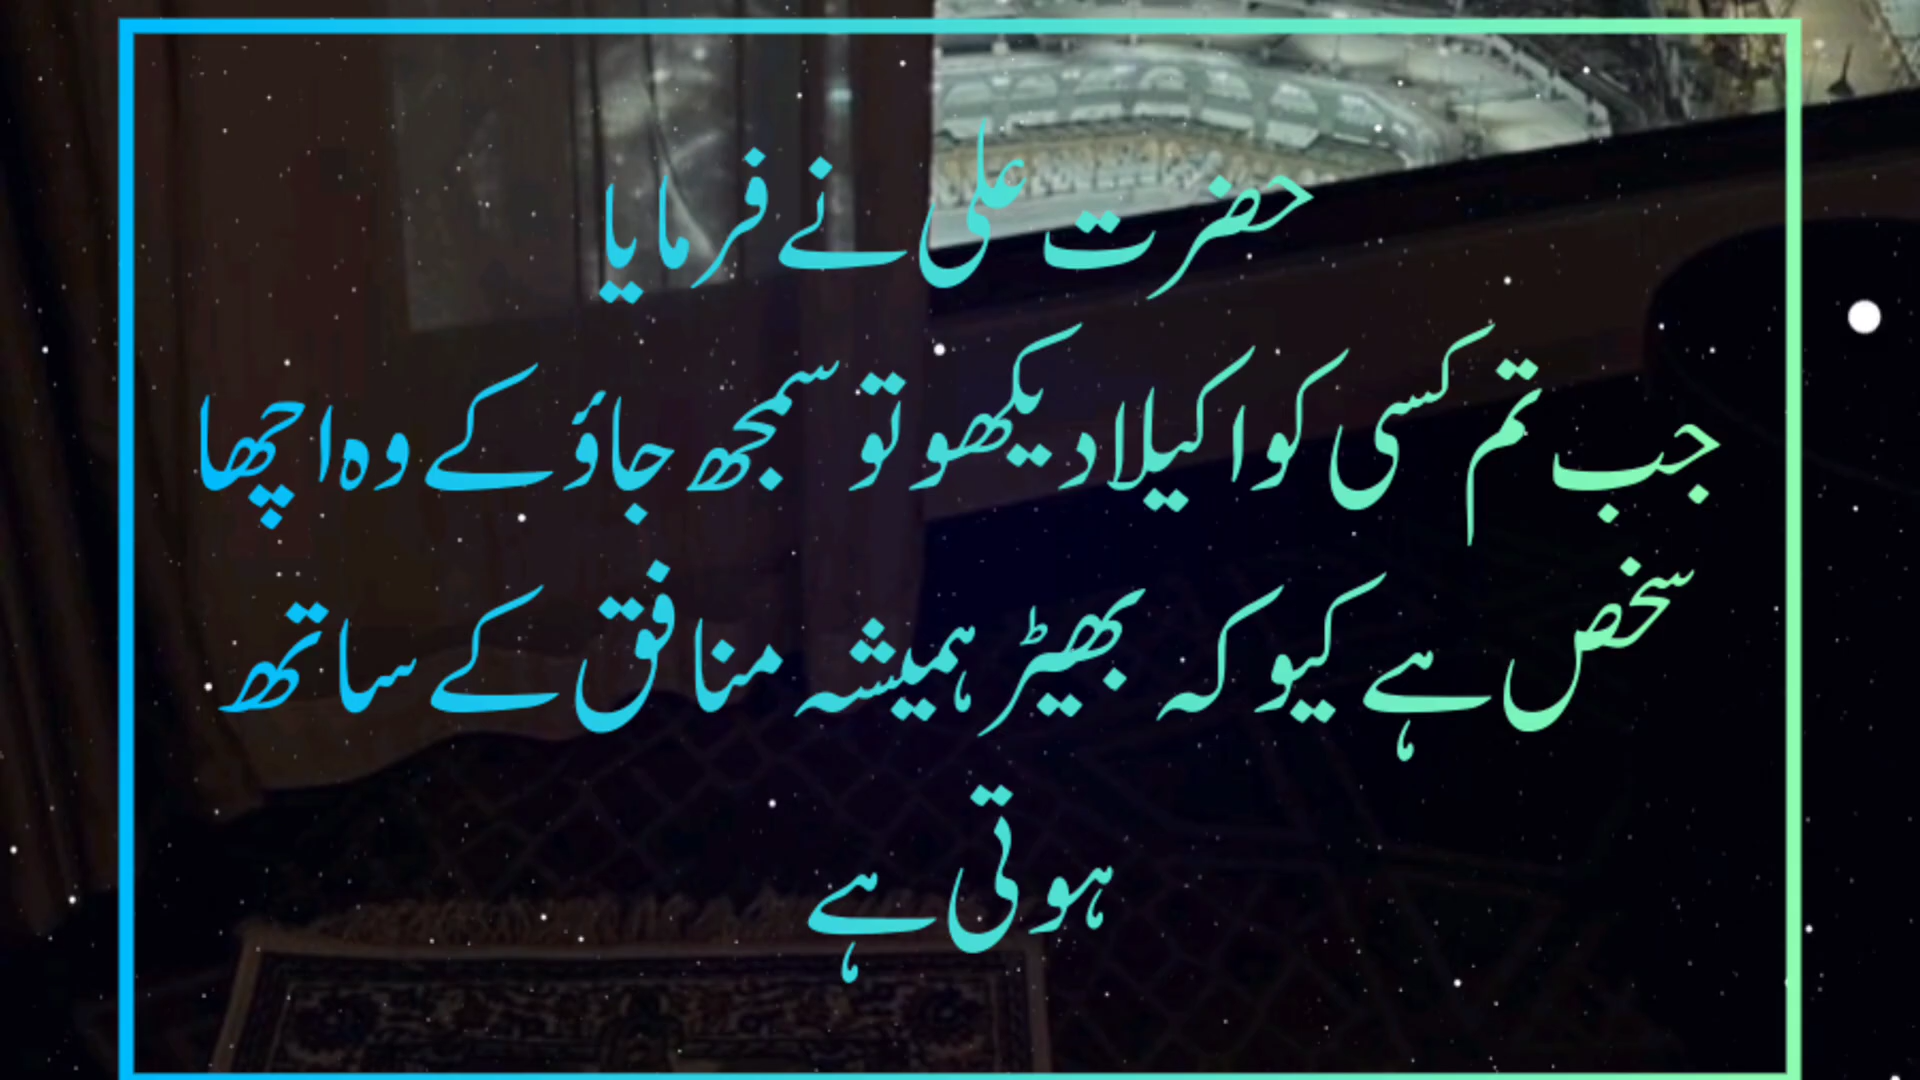 حضرت علی نے فرمایا
جب تم کسی کو اکیلا دیکھو تو سمجھ جاؤ کے وہ اچھا
سخص ہے کیوکہ بھیڑ ہمیشہ منافق کے ساتھ
ہوتی ہے